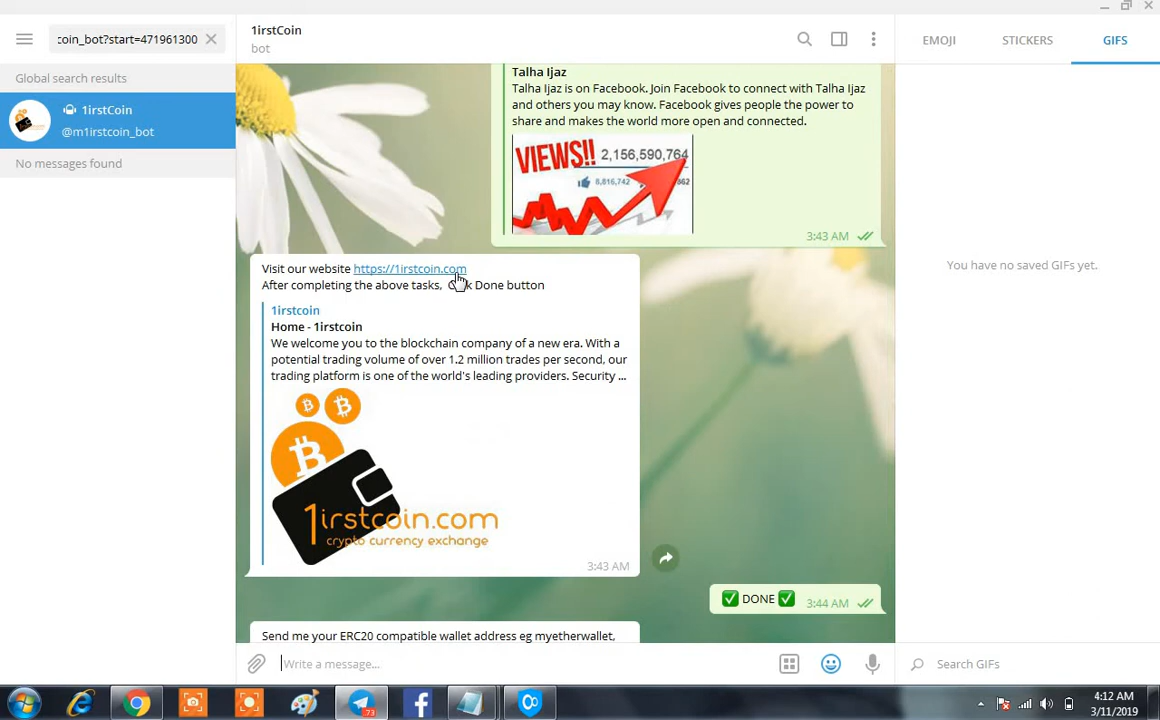 coin_bot?start=471961300
1irstCoin
bot
EMOJI
STICKERS
GIFS
Global search results
1irstCoin
@m1irstcoin_bot
No messages found
Talha Ijaz
Talha Ijaz is on Facebook. Join Facebook to connect with Talha Ijaz
and others you may know. Facebook gives people the power to
share and makes the world more open and connected.
VIEWS!! 2,156,590,764
8,816,742
862
3:43 AM
You have no saved GIFs yet.
Visit our website https://1irstcoin.com
After completing the above tasks, Click Done button
1irstcoin
Home - 1irstcoin
We welcome you to the blockchain company of a new era. With a
potential trading volume of over 1.2 million trades per second, our
trading platform is one of the world's leading providers. Security ...
1irstcoin.com
crypto currency exchange
3:43 AM
✅ DONE ✅
3:44 AM
Send me your ERC20 compatible wallet address eg myetherwallet,
Write a message...
Search GIFs
73
4:12 AM
3/11/2019